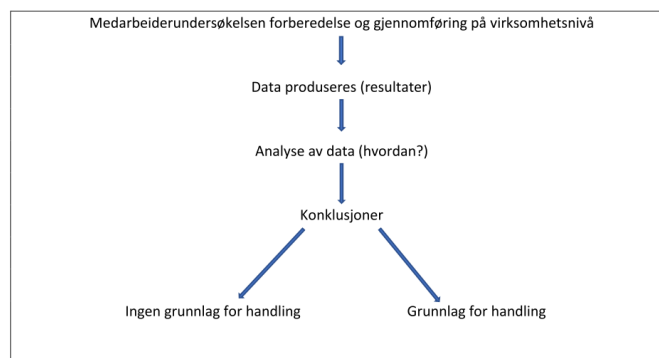 Medarbeiderundersøkelsen forberedelse og gjennomføring på virksomhetsnivå
Data produseres (resultater)
Analyse av data (hvordan?)
Konklusjoner
Ingen grunnlag for handling
Grunnlag for handling